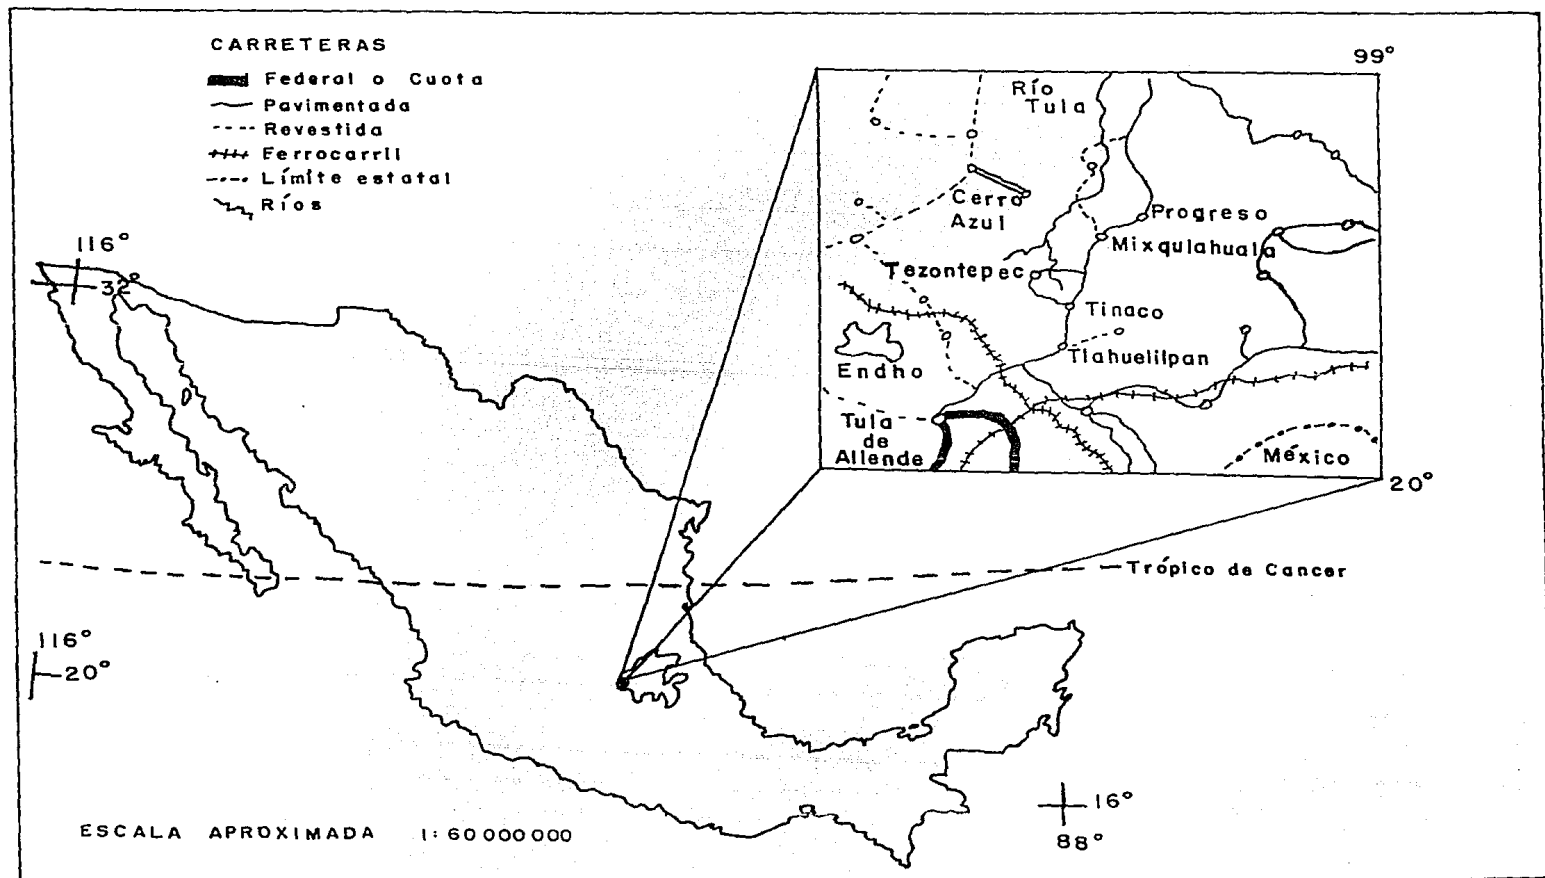 CARRETERAS
Federal o Cuota
Pavimentada
Revestida
Ferrocarril
Límite estatal
Ríos
116°
32°
99°
Río
Tula
Cerro
Azul
Progreso
Mixquiahuala
Tezontepec
Tinaco
Tlahuelilpan
Endho
Tula
de
Allende
México
20°
Trópico de Cancer
116°
20°
16°
88°
ESCALA APROXIMADA 1:60 000 000